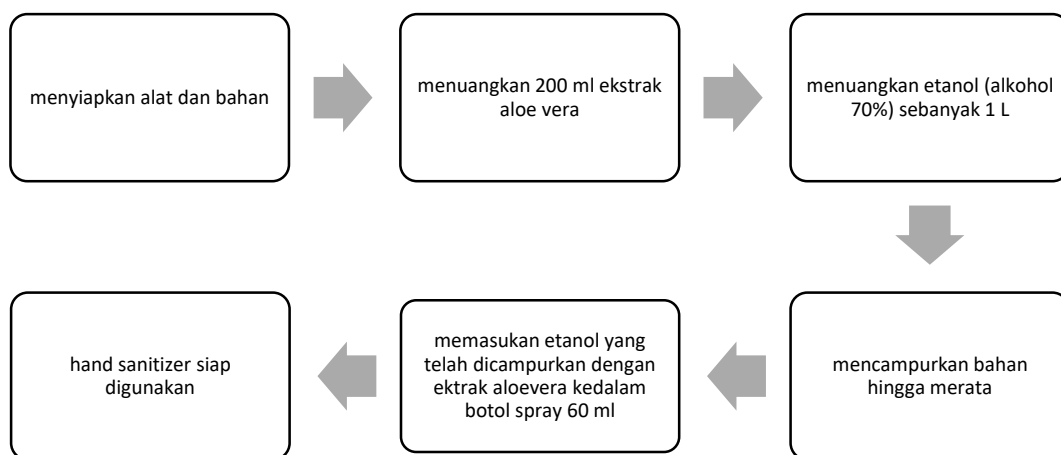 menyiapkan alat dan bahan
menuangkan 200 ml ekstrak
aloe vera
menuangkan etanol (alkohol
70%) sebanyak 1 L
mencampurkan bahan
hingga merata
memasukan etanol yang
telah dicampurkan dengan
ektrak aloevera kedalam
botol spray 60 ml
hand sanitizer siap
digunakan